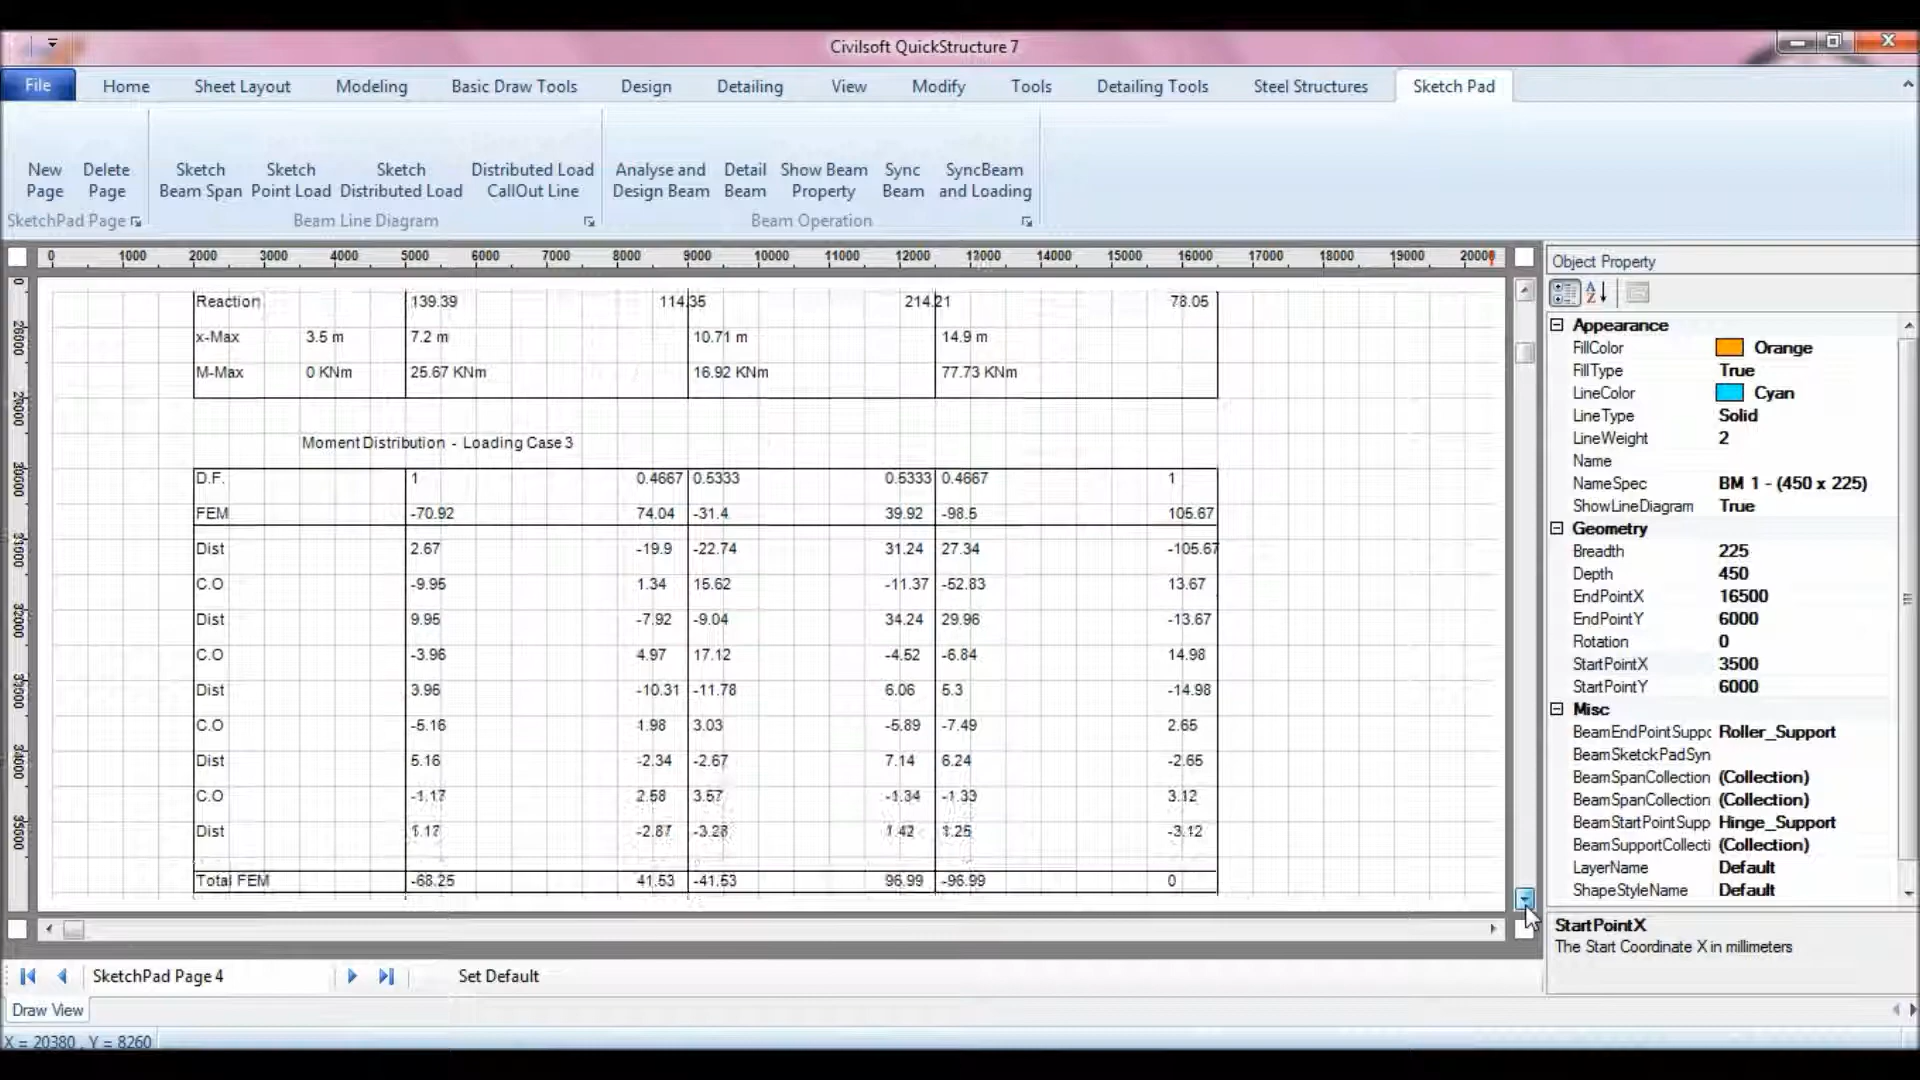 Civilsoft QuickStructure 7
File Home Sheet Layout Modeling Basic Draw Tools Design Detailing View Modify Tools Detailing Tools Steel Structures Sketch Pad
New Page Delete Page Sketch Beam Span Sketch Point Load Sketch Distributed Load Distributed Load CallOut Line Analyse and Design Beam Detail Beam Show Beam Property Sync Beam SyncBeam and Loading
SketchPad Page Beam Line Diagram Beam Operation
0 1000 2000 3000 4000 5000 6000 7000 8000 9000 10000 11000 12000 13000 14000 15000 16000 17000 18000 19000 20000
Reaction 139.39 114.35 214.21 78.05
x-Max 3.5 m 7.2 m 10.71 m 14.9 m
M-Max 0 KNm 25.67 KNm 16.92 KNm 77.73 KNm
Moment Distribution - Loading Case 3
D.F. 1 0.4667 0.5333 0.5333 0.4667 1
FEM -70.92 74.04 -31.4 39.92 -98.5 105.67
Dist 2.67 -19.9 -22.74 31.24 27.34 -105.67
C.O -9.95 1.34 15.62 -11.37 -52.83 13.67
Dist 9.95 -7.92 -9.04 34.24 29.96 -13.67
C.O -3.96 4.97 17.12 -4.52 -6.84 14.98
Dist 3.96 -10.31 -11.78 6.06 5.3 -14.98
C.O -5.16 1.98 3.03 -5.89 -7.49 2.65
Dist 5.16 -2.34 -2.67 7.14 6.24 -2.65
C.O -1.17 2.58 3.57 -1.34 -1.33 3.12
Dist 1.17 -2.87 -3.28 1.42 1.25 -3.12
Total FEM -68.25 41.53 -41.53 96.99 -96.99 0
Object Property
Appearance
FillColor Orange
FillType True
LineColor Cyan
LineType Solid
LineWeight 2
Name
NameSpec BM 1 - (450 x 225)
ShowLineDiagram True
Geometry
Breadth 225
Depth 450
EndPointX 16500
EndPointY 6000
Rotation 0
StartPointX 3500
StartPointY 6000
Misc
BeamEndPointSuppo Roller_Support
BeamSketckPadSyn
BeamSpanCollection (Collection)
BeamSpanCollection (Collection)
BeamStartPointSupp Hinge_Support
BeamSupportCollecti (Collection)
LayerName Default
ShapeStyleName Default
StartPointX
The Start Coordinate X in millimeters
SketchPad Page 4 Set Default
Draw View
X = 20380 , Y = 8260